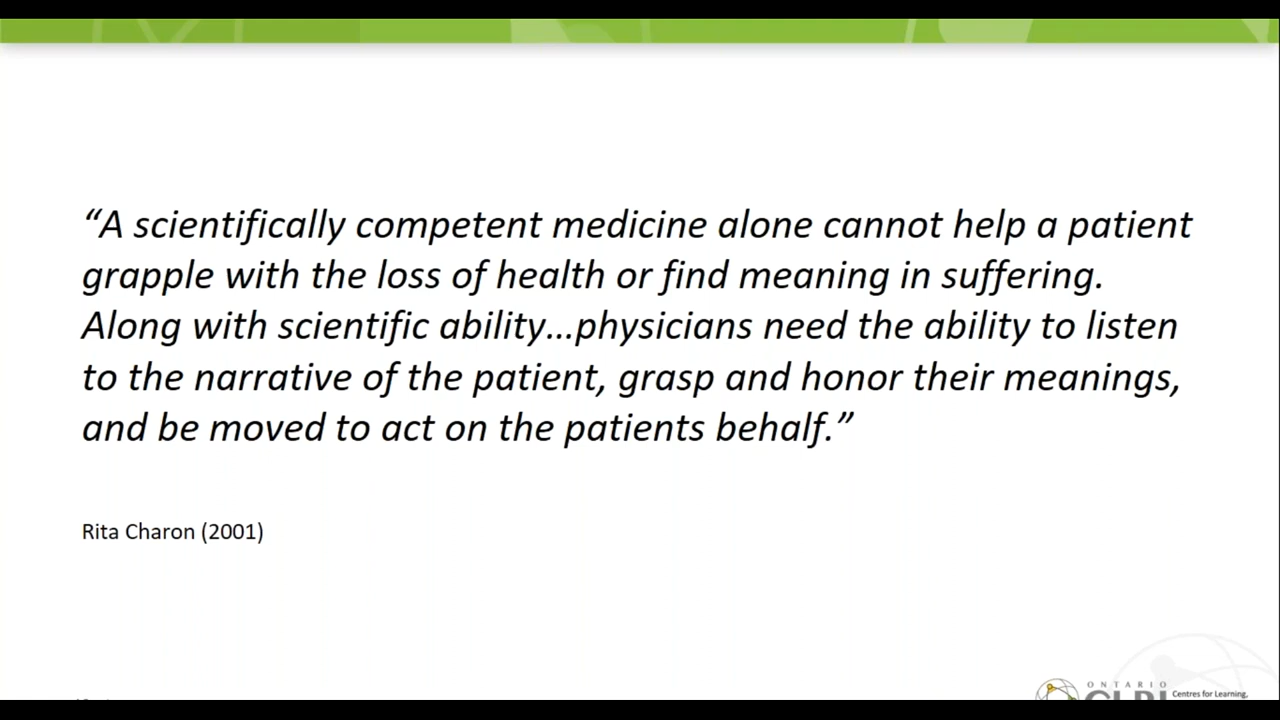 “A scientifically competent medicine alone cannot help a patient
grapple with the loss of health or find meaning in suffering.
Along with scientific ability…physicians need the ability to listen
to the narrative of the patient, grasp and honor their meanings,
and be moved to act on the patients behalf.”
Rita Charon (2001)
ONTARIO
CLRI
Centres for Learning,